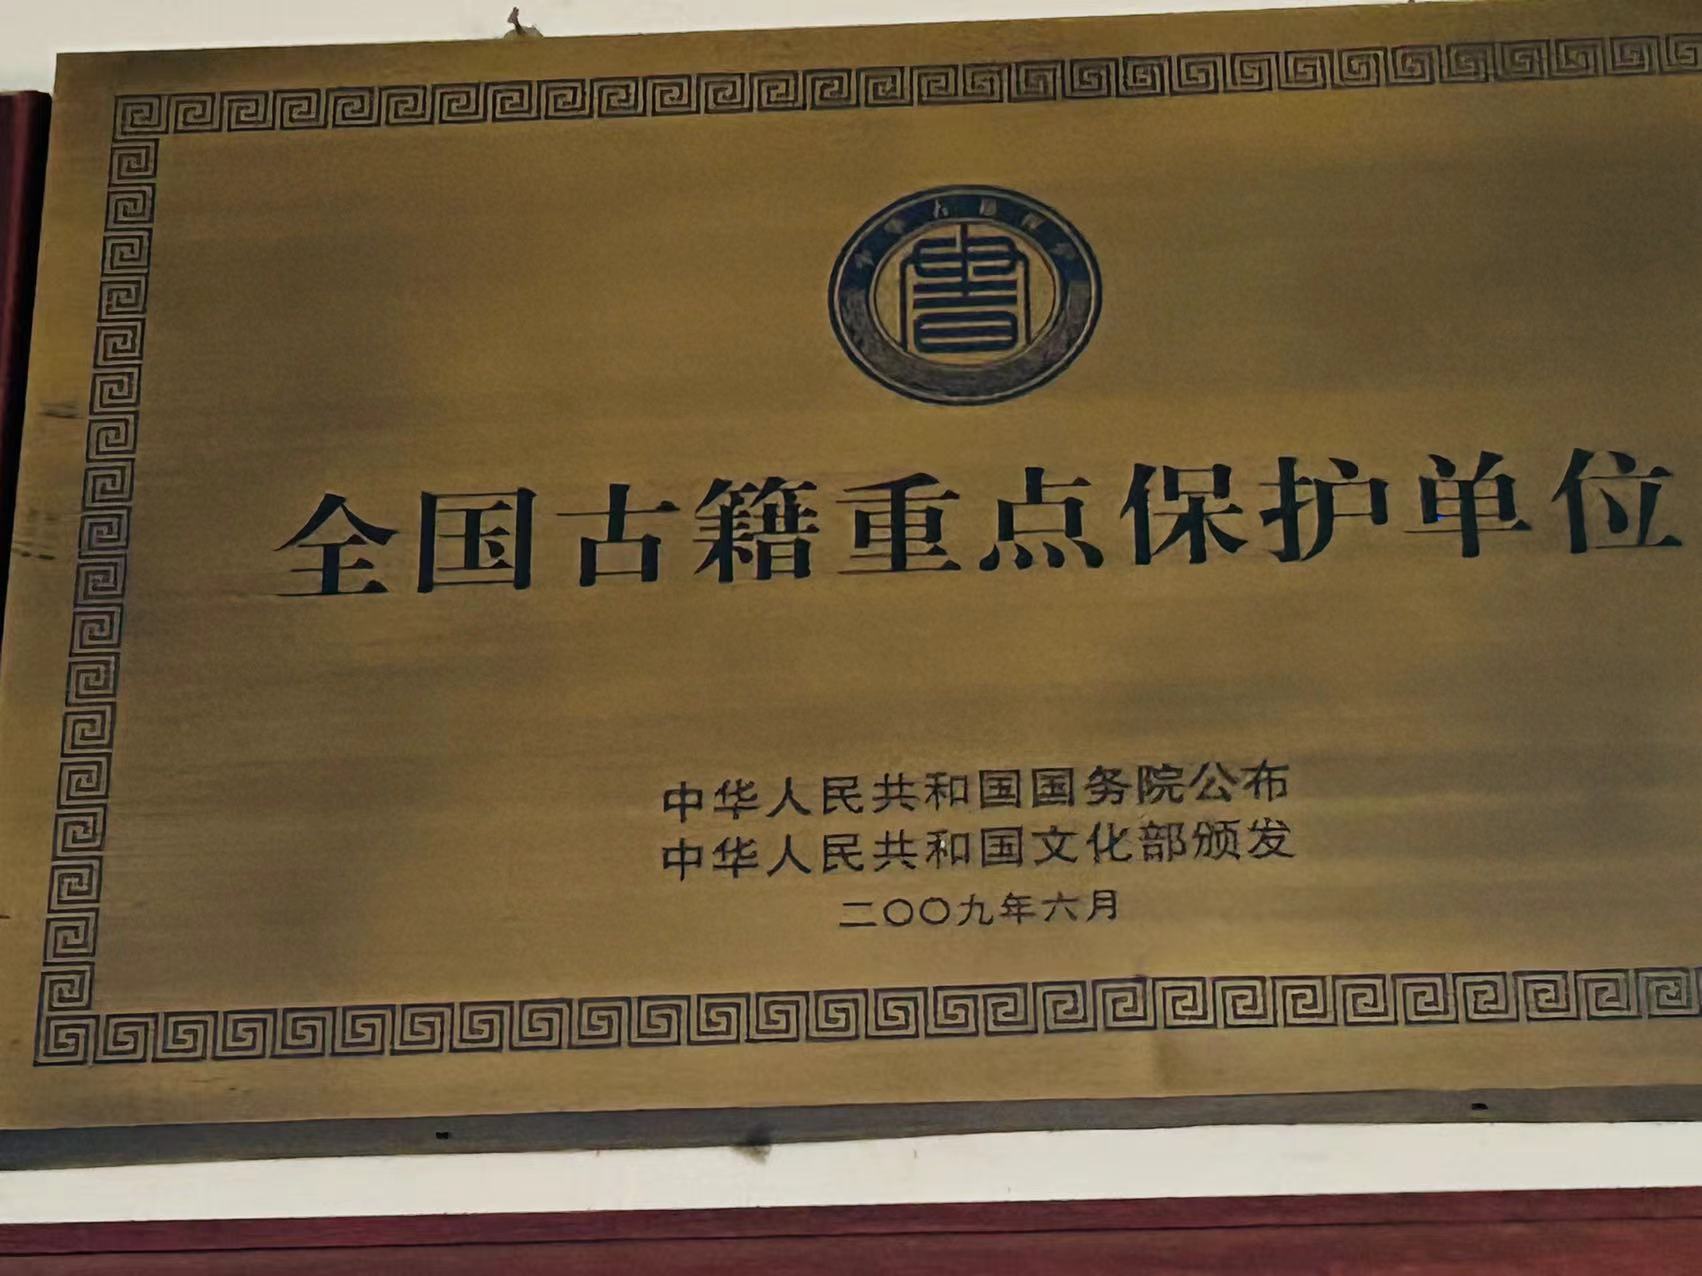 書
全国古籍重点保护单位
中华人民共和国国务院公布
中华人民共和国文化部颁发
二〇〇九年六月